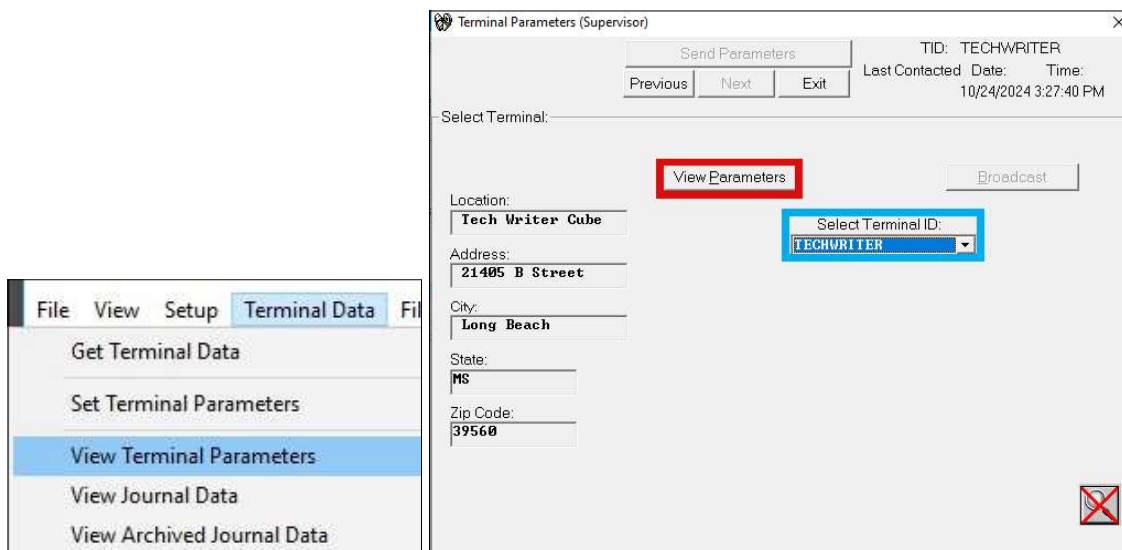 File View Setup Terminal Data Fil
Get Terminal Data
Set Terminal Parameters
View Terminal Parameters
View Journal Data
View Archived Journal Data
Terminal Parameters (Supervisor)
Send Parameters
Previous Next Exit
TID: TECHWRITER
Last Contacted Date: Time:
10/24/2024 3:27:40 PM
Select Terminal:
View Parameters
Broadcast
Select Terminal ID:
TECHWRITER
Location:
Tech Writer Cube
Address:
21405 B Street
City:
Long Beach
State:
MS
Zip Code:
39560